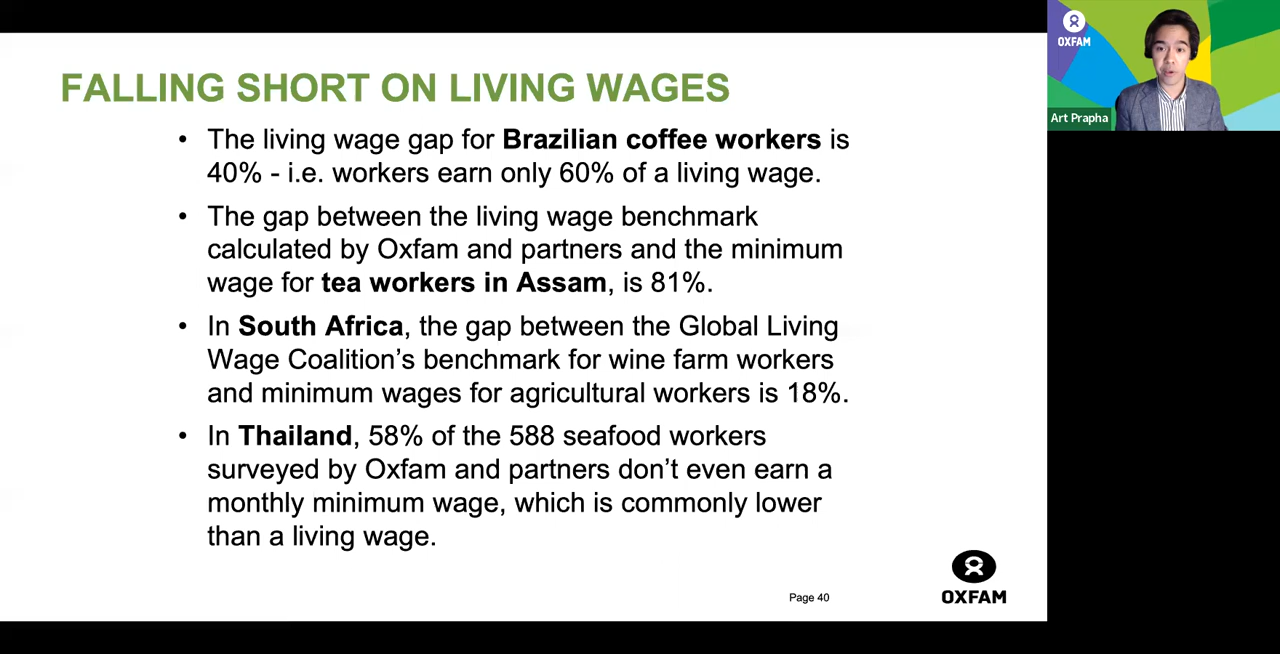 FALLING SHORT ON LIVING WAGES
• The living wage gap for Brazilian coffee workers is
40% - i.e. workers earn only 60% of a living wage.
• The gap between the living wage benchmark
calculated by Oxfam and partners and the minimum
wage for tea workers in Assam, is 81%.
• In South Africa, the gap between the Global Living
Wage Coalition’s benchmark for wine farm workers
and minimum wages for agricultural workers is 18%.
• In Thailand, 58% of the 588 seafood workers
surveyed by Oxfam and partners don’t even earn a
monthly minimum wage, which is commonly lower
than a living wage.
Page 40
OXFAM
OXFAM
Art Prapha